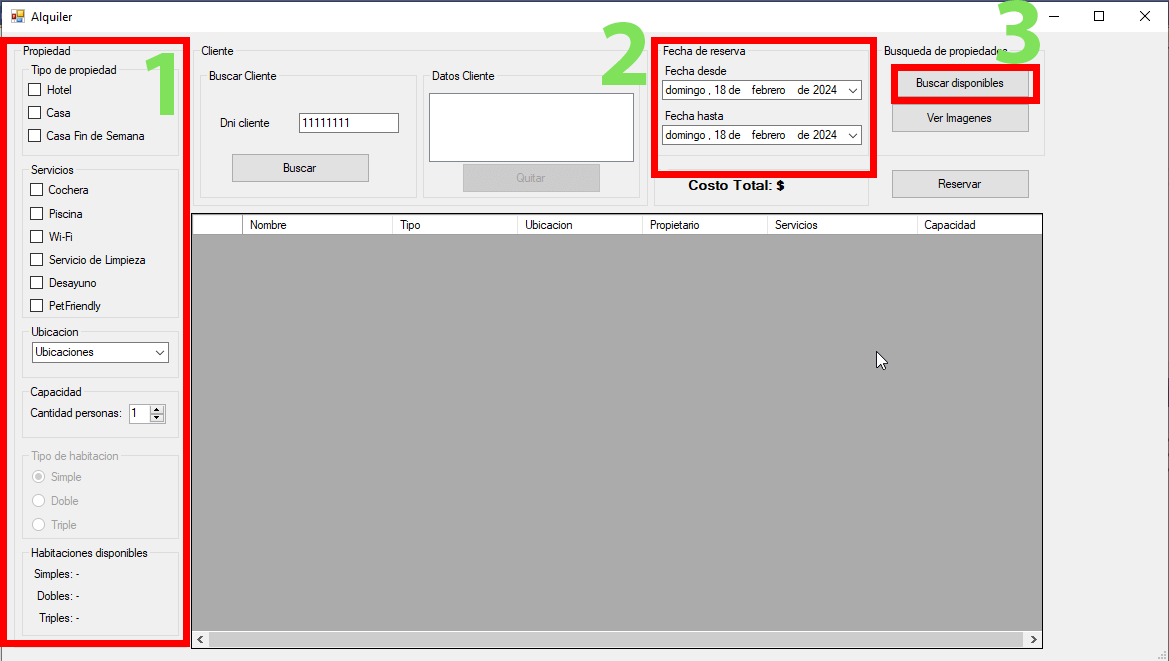 Alquiler
1
2
3
Propiedad
Tipo de propiedad
Hotel
Casa
Casa Fin de Semana
Servicios
Cochera
Piscina
Wi-Fi
Servicio de Limpieza
Desayuno
PetFriendly
Ubicacion
Ubicaciones
Capacidad
Cantidad personas: 1
Tipo de habitacion
Simple
Doble
Triple
Habitaciones disponibles
Simples: -
Dobles: -
Triples: -
Cliente
Buscar Cliente
Dni cliente 11111111
Buscar
Datos Cliente
Quitar
Fecha de reserva
Fecha desde
domingo , 18 de febrero de 2024
Fecha hasta
domingo , 18 de febrero de 2024
Costo Total: $
Busqueda de propiedades
Buscar disponibles
Ver Imagenes
Reservar
Nombre Tipo Ubicacion Propietario Servicios Capacidad